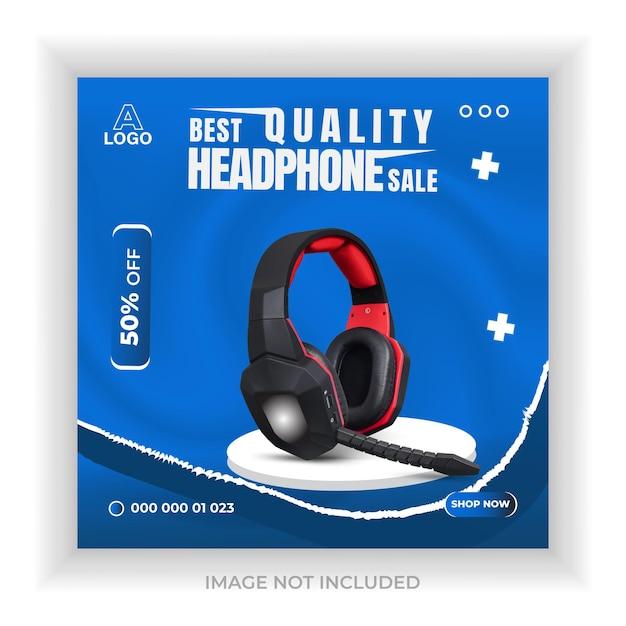 A
LOGO
BEST QUALITY
HEADPHONE SALE
50% OFF
000 000 01 023
SHOP NOW
IMAGE NOT INCLUDED